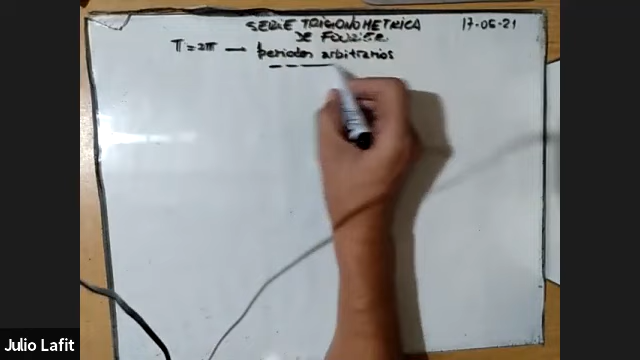 SERIE TRIGONOMETRICA
DE FOURIER
17-06-21
T = 2π → periodos arbitrarios
Julio Lafit